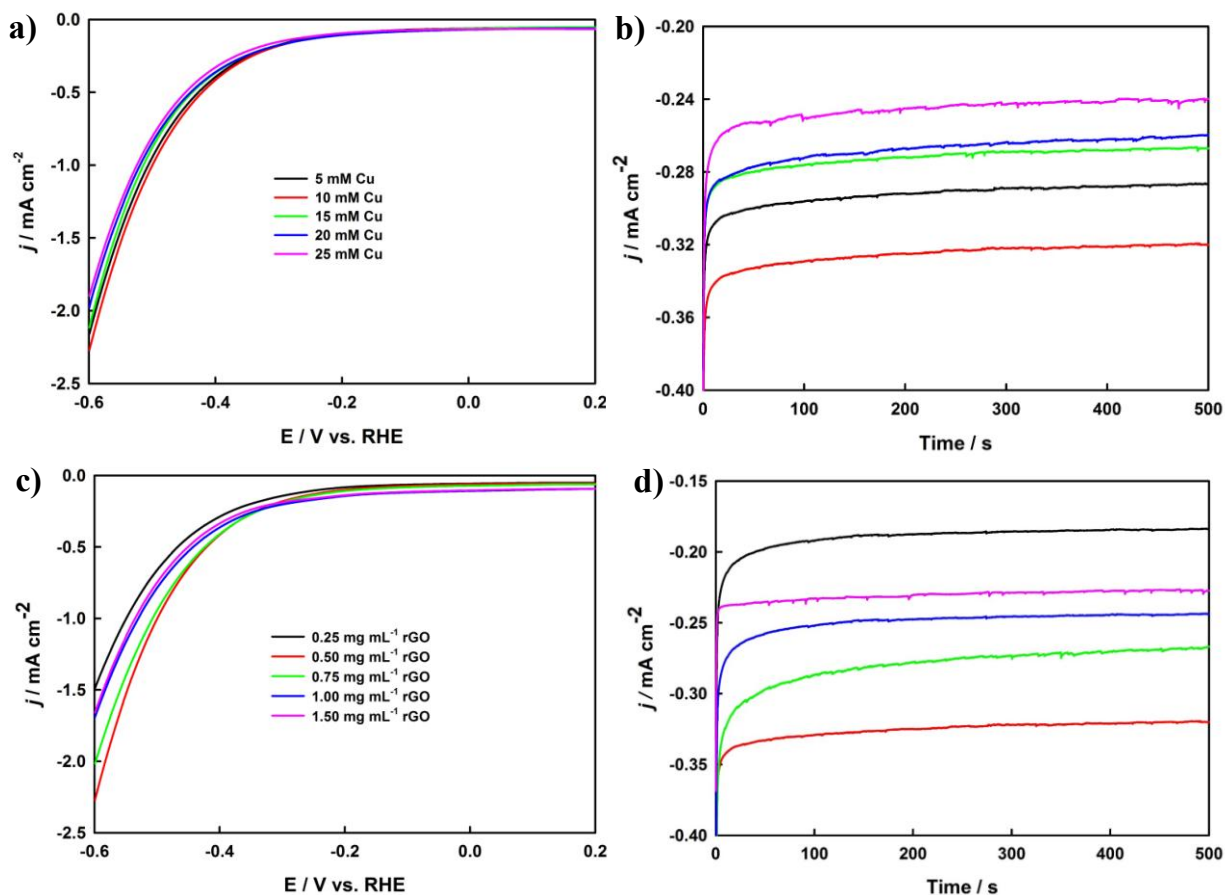 a)
0.0
-0.5
-1.0
-1.5
-2.0
-2.5
j / mA cm-2
5 mM Cu
10 mM Cu
15 mM Cu
20 mM Cu
25 mM Cu
-0.6 -0.4 -0.2 0.0 0.2
E / V vs. RHE
b)
-0.20
-0.24
-0.28
-0.32
-0.36
-0.40
j / mA cm-2
0 100 200 300 400 500
Time / s
c)
0.0
-0.5
-1.0
-1.5
-2.0
-2.5
j / mA cm-2
0.25 mg mL-1 rGO
0.50 mg mL-1 rGO
0.75 mg mL-1 rGO
1.00 mg mL-1 rGO
1.50 mg mL-1 rGO
-0.6 -0.4 -0.2 0.0 0.2
E / V vs. RHE
d)
-0.15
-0.20
-0.25
-0.30
-0.35
-0.40
j / mA cm-2
0 100 200 300 400 500
Time / s